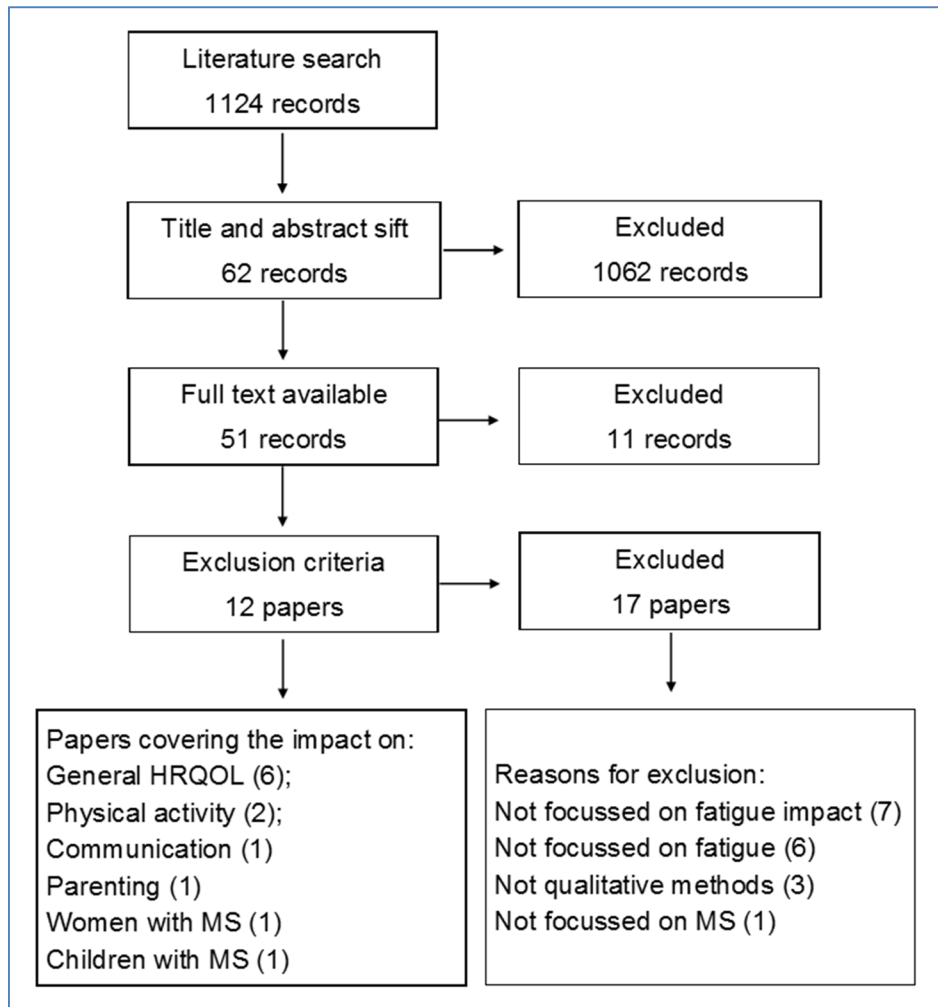 Literature search
1124 records
Title and abstract sift
62 records
Excluded
1062 records
Full text available
51 records
Excluded
11 records
Exclusion criteria
12 papers
Excluded
17 papers
Papers covering the impact on:
General HRQOL (6);
Physical activity (2);
Communication (1)
Parenting (1)
Women with MS (1)
Children with MS (1)
Reasons for exclusion:
Not focussed on fatigue impact (7)
Not focussed on fatigue (6)
Not qualitative methods (3)
Not focussed on MS (1)